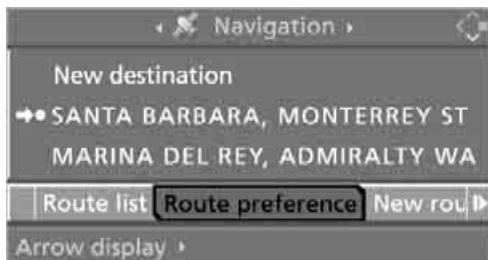 Navigation
New destination
SANTA BARBARA, MONTERREY ST
MARINA DEL REY, ADMIRALTY WA
Route list Route preference New rou
Arrow display